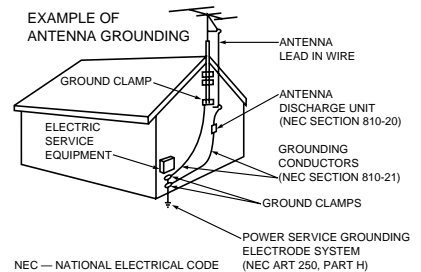 EXAMPLE OF
ANTENNA GROUNDING
ANTENNA
LEAD IN WIRE
GROUND CLAMP
ANTENNA
DISCHARGE UNIT
(NEC SECTION 810-20)
ELECTRIC
SERVICE
EQUIPMENT
GROUNDING
CONDUCTORS
(NEC SECTION 810-21)
GROUND CLAMPS
POWER SERVICE GROUNDING
ELECTRODE SYSTEM
(NEC ART 250, PART H)
NEC — NATIONAL ELECTRICAL CODE